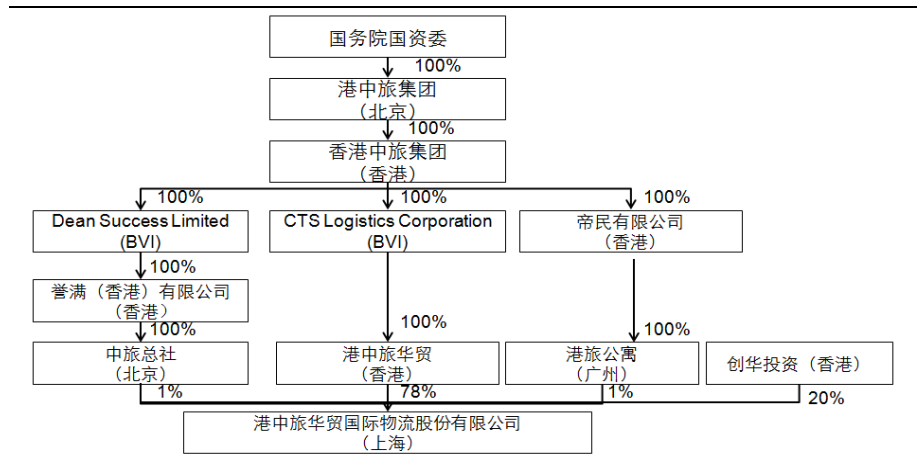 国务院国资委
100%
港中旅集团
（北京）
100%
香港中旅集团
（香港）
100%
100%
100%
Dean Success Limited
(BVI)
CTS Logistics Corporation
(BVI)
帝民有限公司
（香港）
100%
誉满（香港）有限公司
（香港）
100%
100%
100%
中旅总社
（北京）
港中旅华贸
（香港）
港旅公寓
（广州）
创华投资（香港）
1%
78%
1%
20%
港中旅华贸国际物流股份有限公司
（上海）